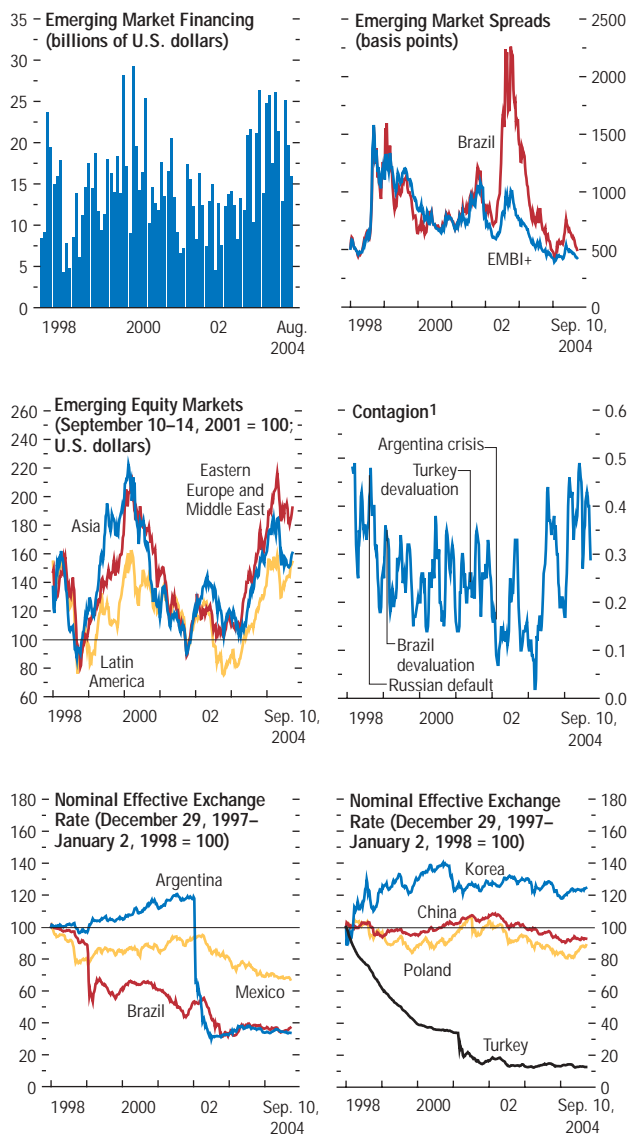 Emerging Market Financing
(billions of U.S. dollars)
35
30
25
20
15
10
5
0
1998
2000
02
Aug.
2004
Emerging Market Spreads
(basis points)
2500
2250
1500
1000
500
0
Brazil
EMBI+
1998
2000
02
Sep. 10,
2004
Emerging Equity Markets
(September 10–14, 2001 = 100;
U.S. dollars)
260
240
220
200
180
160
140
120
100
80
60
Eastern
Europe and
Middle East
Asia
Latin
America
1998
2000
02
Sep. 10,
2004
Contagion1
0.6
0.5
0.4
0.3
0.2
0.1
0.0
Argentina crisis
Turkey
devaluation
Brazil
devaluation
Russian default
1998
2000
02
Sep. 10,
2004
Nominal Effective Exchange
Rate (December 29, 1997–
January 2, 1998 = 100)
180
160
140
120
100
80
60
40
20
0
Argentina
Mexico
Brazil
1998
2000
02
Sep. 10,
2004
Nominal Effective Exchange
Rate (December 29, 1997–
January 2, 1998 = 100)
180
160
140
120
100
80
60
40
20
0
Korea
China
Poland
Turkey
1998
2000
02
Sep. 10,
2004